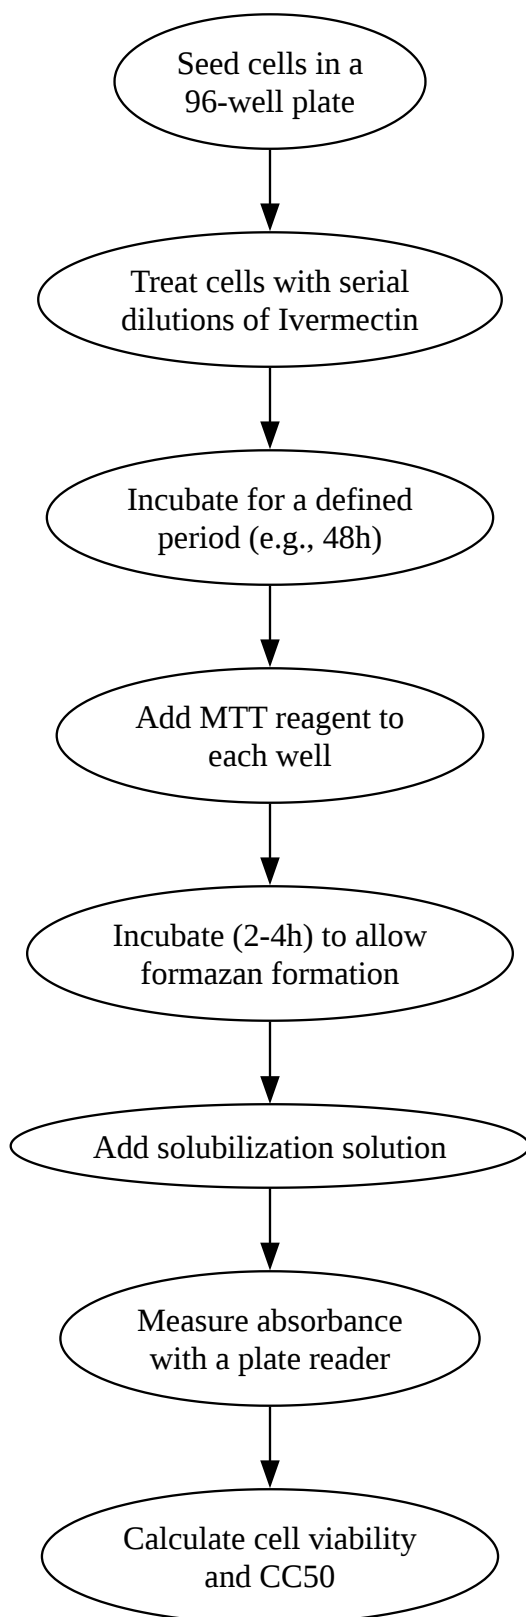 Seed cells in a
96-well plate
Treat cells with serial
dilutions of Ivermectin
Incubate for a defined
period (e.g., 48h)
Add MTT reagent to
each well
Incubate (2-4h) to allow
formazan formation
Add solubilization solution
Measure absorbance
with a plate reader
Calculate cell viability
and CC50